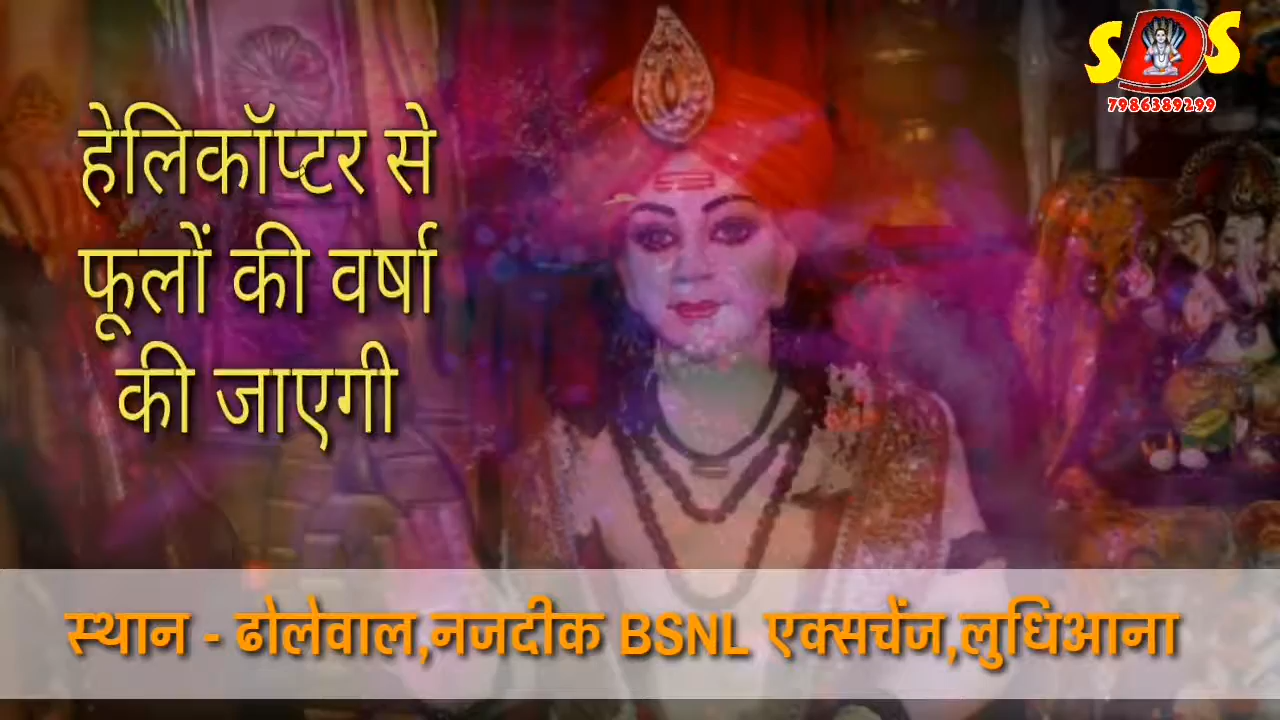 SDS
7986389299
हेलिकॉप्टर से
फूलों की वर्षा
की जाएगी
स्थान - ढोलेवाल,नजदीक BSNL एक्सचेंज,लुधिआना